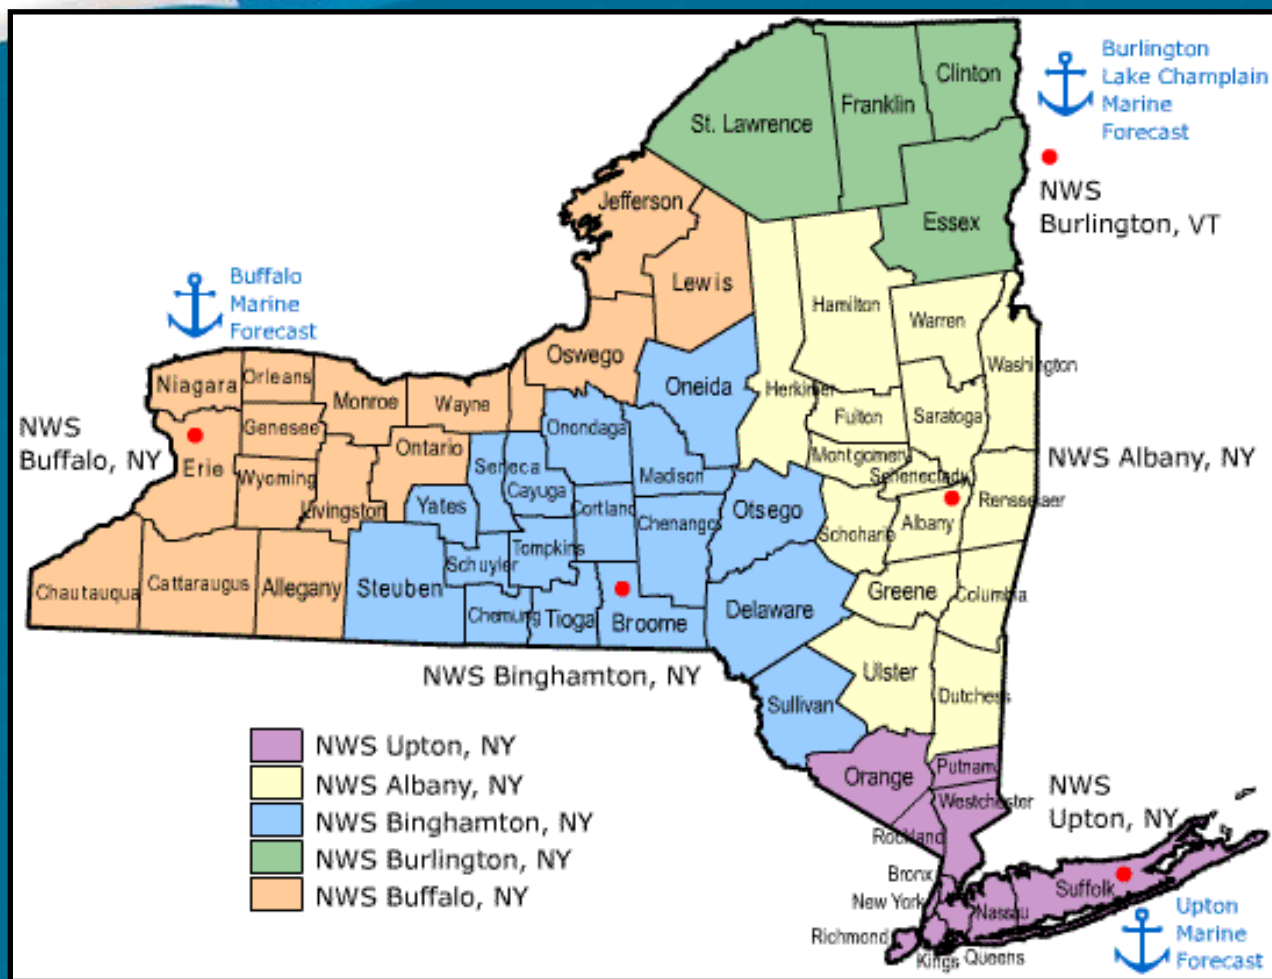 Burlington
Lake Champlain
Marine
Forecast
Clinton
Franklin
St. Lawrence
NWS
Burlington, VT
Essex
Jefferson
Lewis
Buffalo
Marine
Forecast
Hamilton
Warren
Oswego
Washington
Niagara
Orleans
Monroe
Wayne
Oneida
Herkimer
Fulton
Saratoga
NWS
Buffalo, NY
Genesee
Erie
Ontario
Onondaga
Montgomery
NWS Albany, NY
Wyoming
Seneca
Madison
Schenectady
Livingston
Yates
Cayuga
Cortland
Chenango
Otsego
Schoharie
Albany
Rensselaer
Chautauqua
Cattaraugus
Allegany
Steuben
Schuyler
Tompkins
Greene
Columbia
Chemung
Tioga
Broome
Delaware
NWS Binghamton, NY
Ulster
Dutchess
Sullivan
NWS Upton, NY
NWS Albany, NY
NWS Binghamton, NY
NWS Burlington, NY
NWS Buffalo, NY
Orange
Putnam
Westchester
Rockland
NWS
Upton, NY
Bronx
New York
Richmond
Kings
Queens
Nassau
Suffolk
Upton
Marine
Forecast